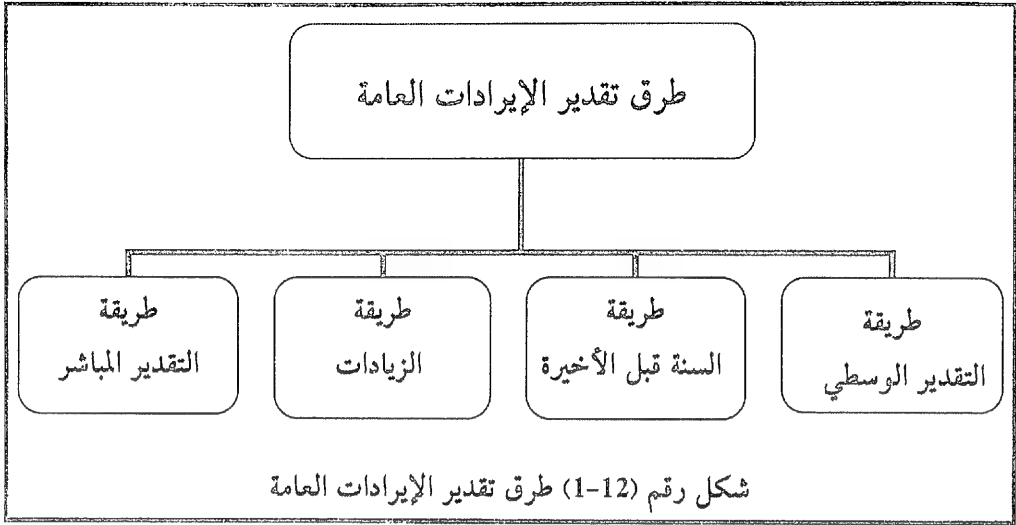 طرق تقدير الإيرادات العامة
طريقة
التقدير الوسطي
طريقة
السنة قبل الأخيرة
طريقة
الزيادات
طريقة
التقدير المباشر
شكل رقم (12-1) طرق تقدير الإيرادات العامة